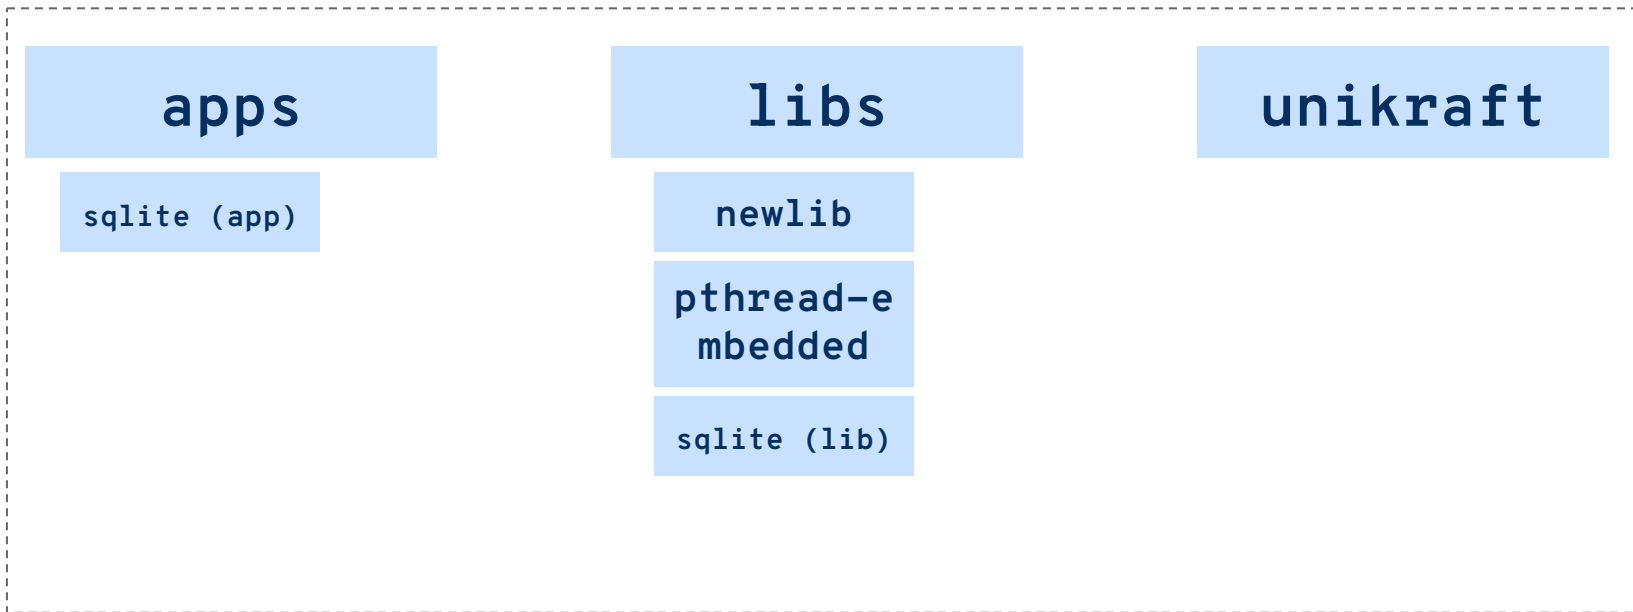 apps
libs
unikraft
sqlite (app)
newlib
pthread-e
mbedded
sqlite (lib)